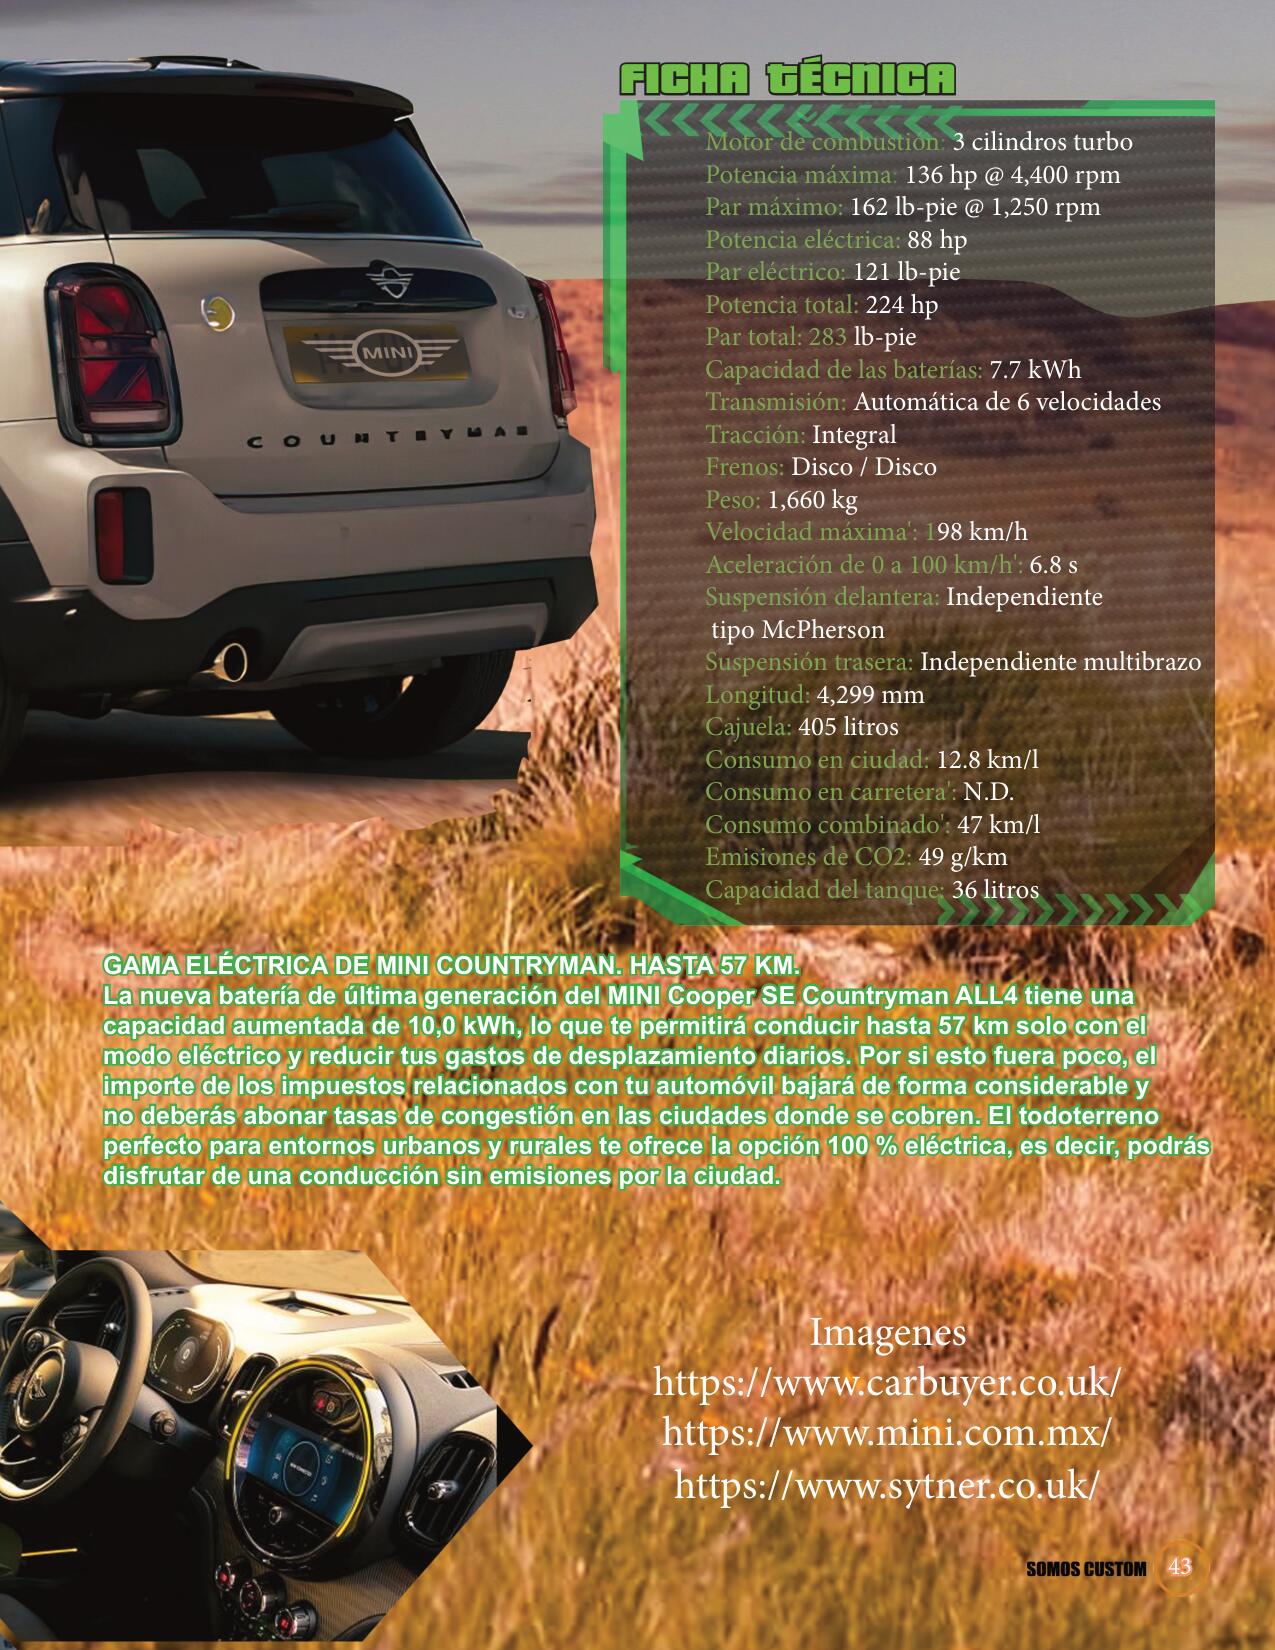 FICHA TÉCNICA
Motor de combustión: 3 cilindros turbo
Potencia máxima: 136 hp @ 4,400 rpm
Par máximo: 162 lb-pie @ 1,250 rpm
Potencia eléctrica: 88 hp
Par eléctrico: 121 lb-pie
Potencia total: 224 hp
Par total: 283 lb-pie
Capacidad de las baterías: 7.7 kWh
Transmisión: Automática de 6 velocidades
Tracción: Integral
Frenos: Disco / Disco
Peso: 1,660 kg
Velocidad máxima': 198 km/h
Aceleración de 0 a 100 km/h': 6.8 s
Suspensión delantera: Independiente
tipo McPherson
Suspensión trasera: Independiente multibrazo
Longitud: 4,299 mm
Cajuela: 405 litros
Consumo en ciudad: 12.8 km/l
Consumo en carretera': N.D.
Consumo combinado': 47 km/l
Emisiones de CO2: 49 g/km
Capacidad del tanque: 36 litros
MINI
COUNTRYMAN
GAMA ELÉCTRICA DE MINI COUNTRYMAN. HASTA 57 KM.
La nueva batería de última generación del MINI Cooper SE Countryman ALL4 tiene una
capacidad aumentada de 10,0 kWh, lo que te permitirá conducir hasta 57 km solo con el
modo eléctrico y reducir tus gastos de desplazamiento diarios. Por si esto fuera poco, el
importe de los impuestos relacionados con tu automóvil bajará de forma considerable y
no deberás abonar tasas de congestión en las ciudades donde se cobren. El todoterreno
perfecto para entornos urbanos y rurales te ofrece la opción 100 % eléctrica, es decir, podrás
disfrutar de una conducción sin emisiones por la ciudad.
Imagenes
https://www.carbuyer.co.uk/
https://www.mini.com.mx/
https://www.sytner.co.uk/
SOMOS CUSTOM 43